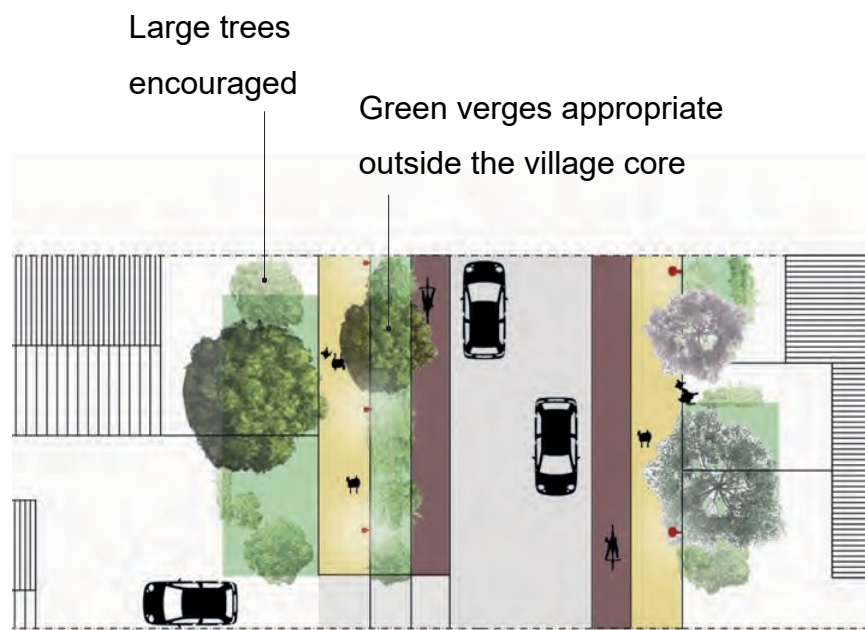 Large trees
encouraged
Green verges appropriate
outside the village core